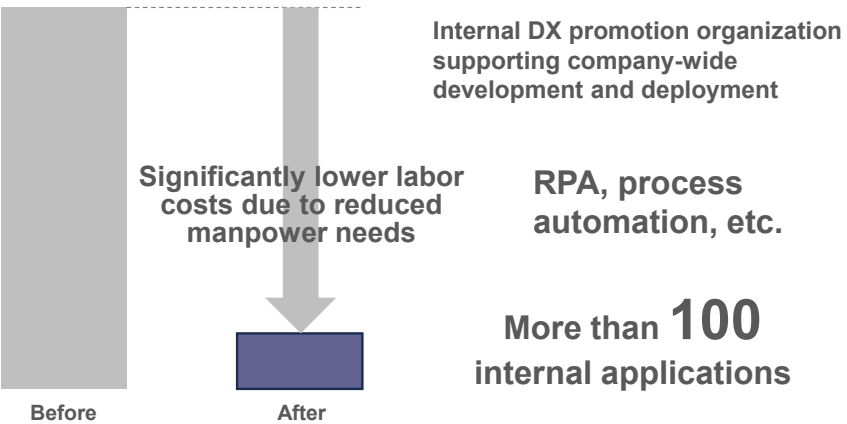 Internal DX promotion organization
supporting company-wide
development and deployment
Significantly lower labor
costs due to reduced
manpower needs
RPA, process
automation, etc.
More than 100
internal applications
Before
After